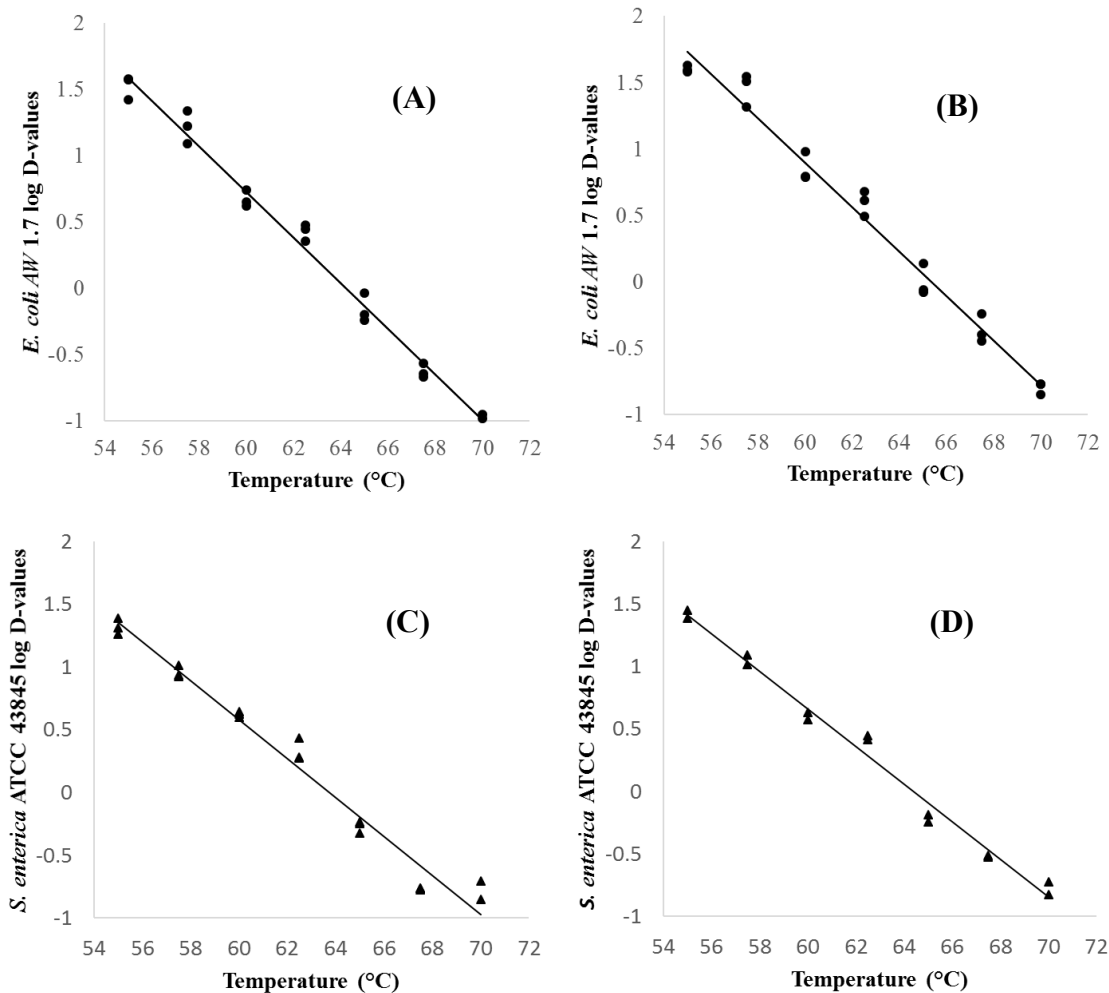 E. coli AW 1.7 log D-values
2
1.5
1
0.5
0
-0.5
-1
54 56 58 60 62 64 66 68 70 72
Temperature (°C)
(A)
E. coli AW 1.7 log D-values
2
1.5
1
0.5
0
-0.5
-1
54 56 58 60 62 64 66 68 70 72
Temperature (°C)
(B)
S. enterica ATCC 43845 log D-values
2
1.5
1
0.5
0
-0.5
-1
54 56 58 60 62 64 66 68 70 72
Temperature (°C)
(C)
S. enterica ATCC 43845 log D-values
2
1.5
1
0.5
0
-0.5
-1
54 56 58 60 62 64 66 68 70 72
Temperature (°C)
(D)